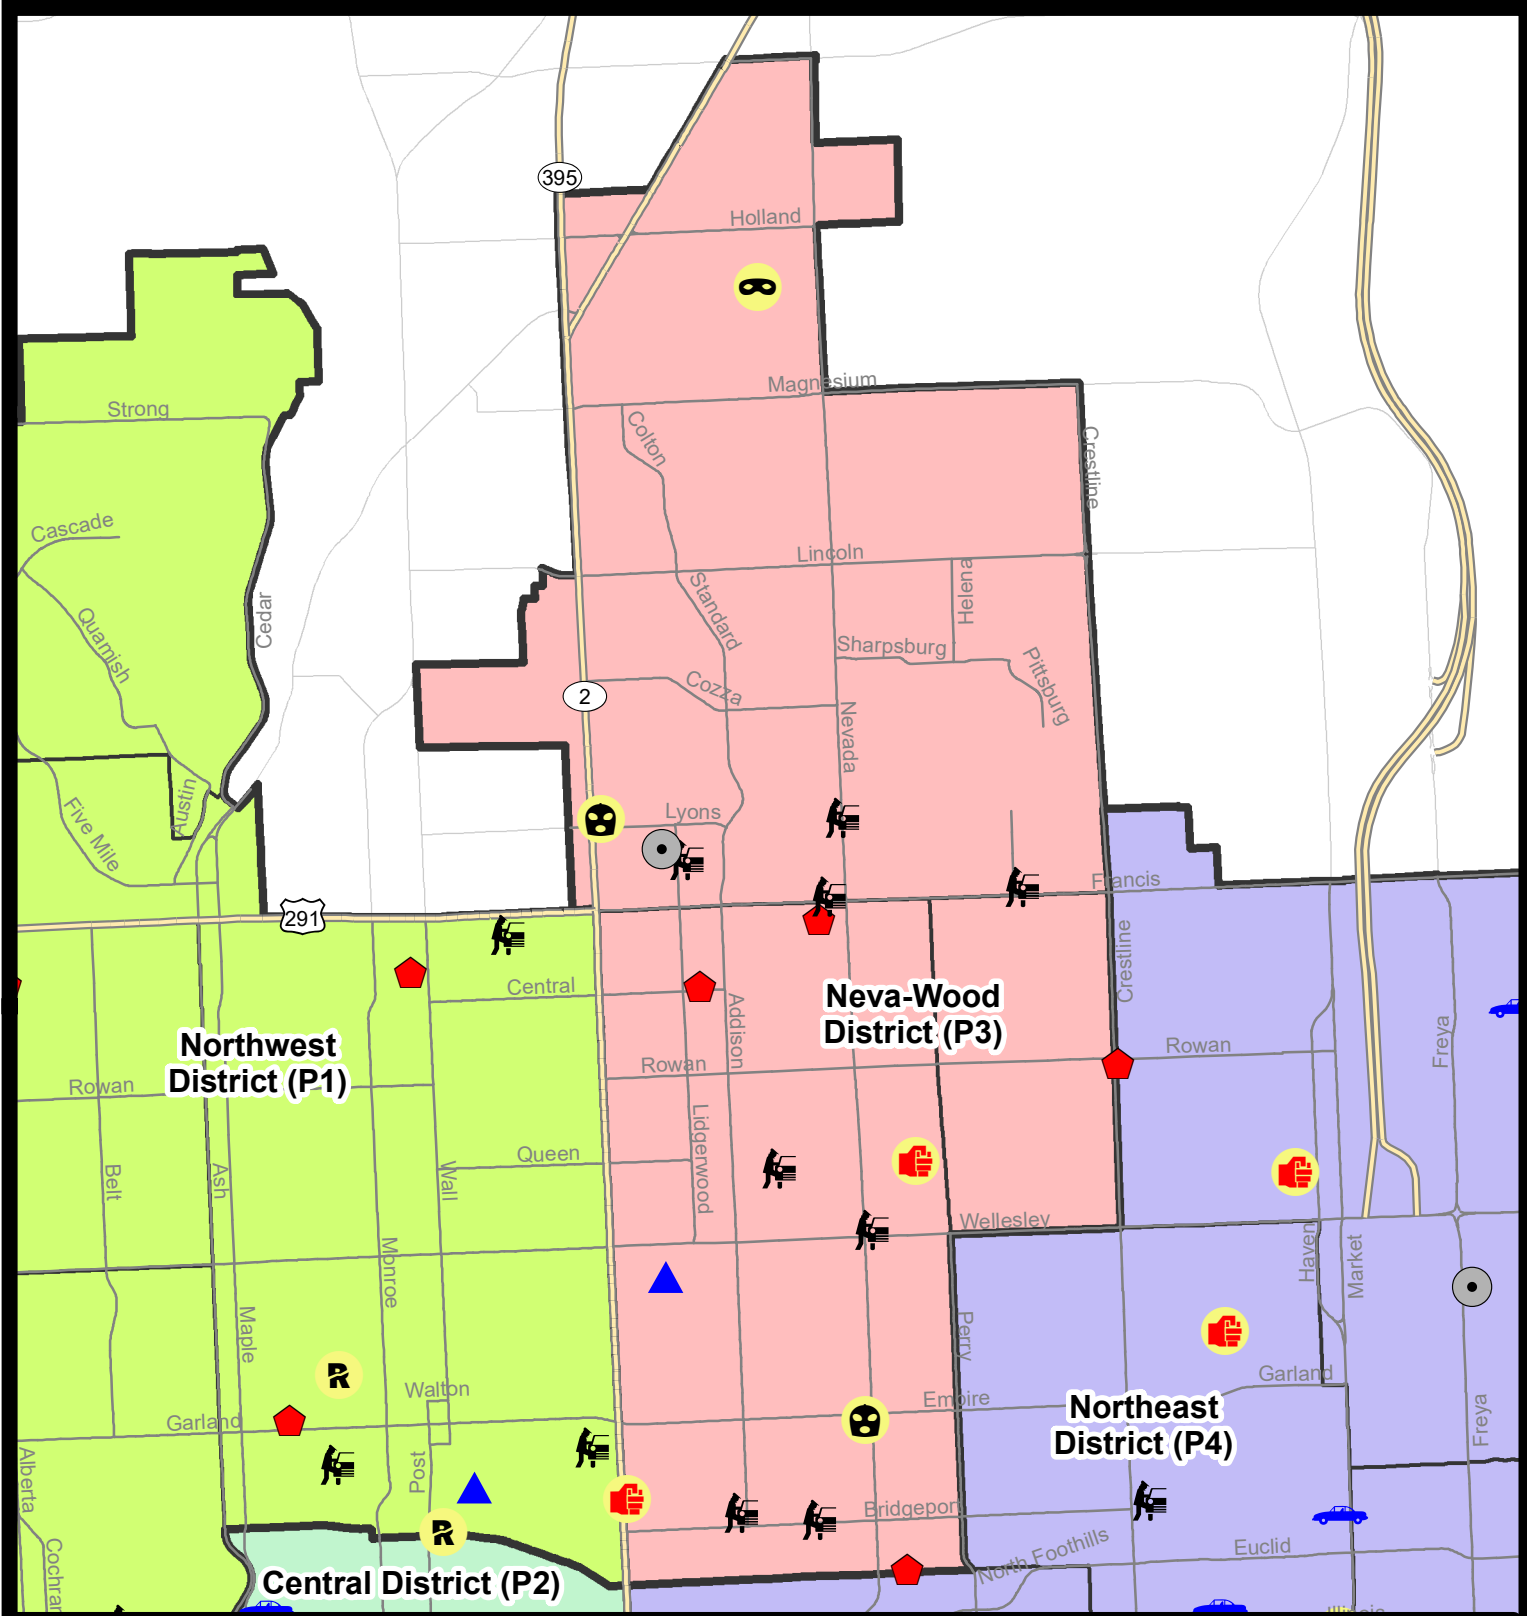 395
Holland
Magnesium
Strong
Colton
Crestline
Cascade
Lincoln
Helena
Standard
Cedar
Quamish
Sharpsburg
Pittsburg
Cozza
2
Nevada
Austin
Five Mile
Lyons
Francis
291
Central
Addison
Crestline
Neva-Wood
District (P3)
Northwest
District (P1)
Freya
Rowan
Rowan
Rowan
Lidgerwood
Queen
Belt
Ash
Wall
Wellesley
Monroe
Haven
Market
Maple
Perry
R
Walton
Garland
Empire
Garland
Northeast
District (P4)
Freya
Alberta
Post
Bridgeport
R
Cochran
North Foothills
Euclid
Central District (P2)